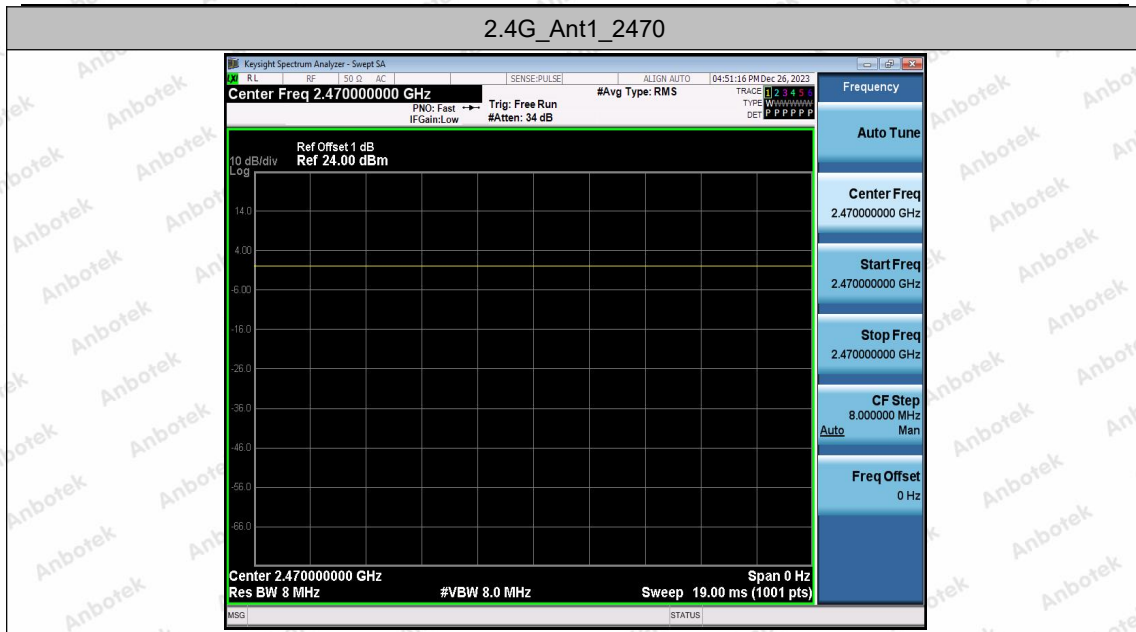 2.4G_Ant1_2470
Keysight Spectrum Analyzer - Swept SA
LXI RL RF 50 Ω AC SENSE:PULSE ALIGN AUTO 04:51:16 PM Dec 26, 2023
Center Freq 2.470000000 GHz
PNO: Fast
IFGain:Low
Trig: Free Run
#Atten: 34 dB
#Avg Type: RMS
TRACE 1 2 3 4 5 6
TYPE WWWWWW
DET P P P P P P
Ref Offset 1 dB
10 dB/div Ref 24.00 dBm
Log
14.0
4.00
-6.00
-16.0
-26.0
-36.0
-46.0
-56.0
-66.0
Center 2.470000000 GHz Span 0 Hz
Res BW 8 MHz #VBW 8.0 MHz Sweep 19.00 ms (1001 pts)
MSG STATUS
Frequency
Auto Tune
Center Freq
2.470000000 GHz
Start Freq
2.470000000 GHz
Stop Freq
2.470000000 GHz
CF Step
8.000000 MHz
Auto Man
Freq Offset
0 Hz
Anbotek